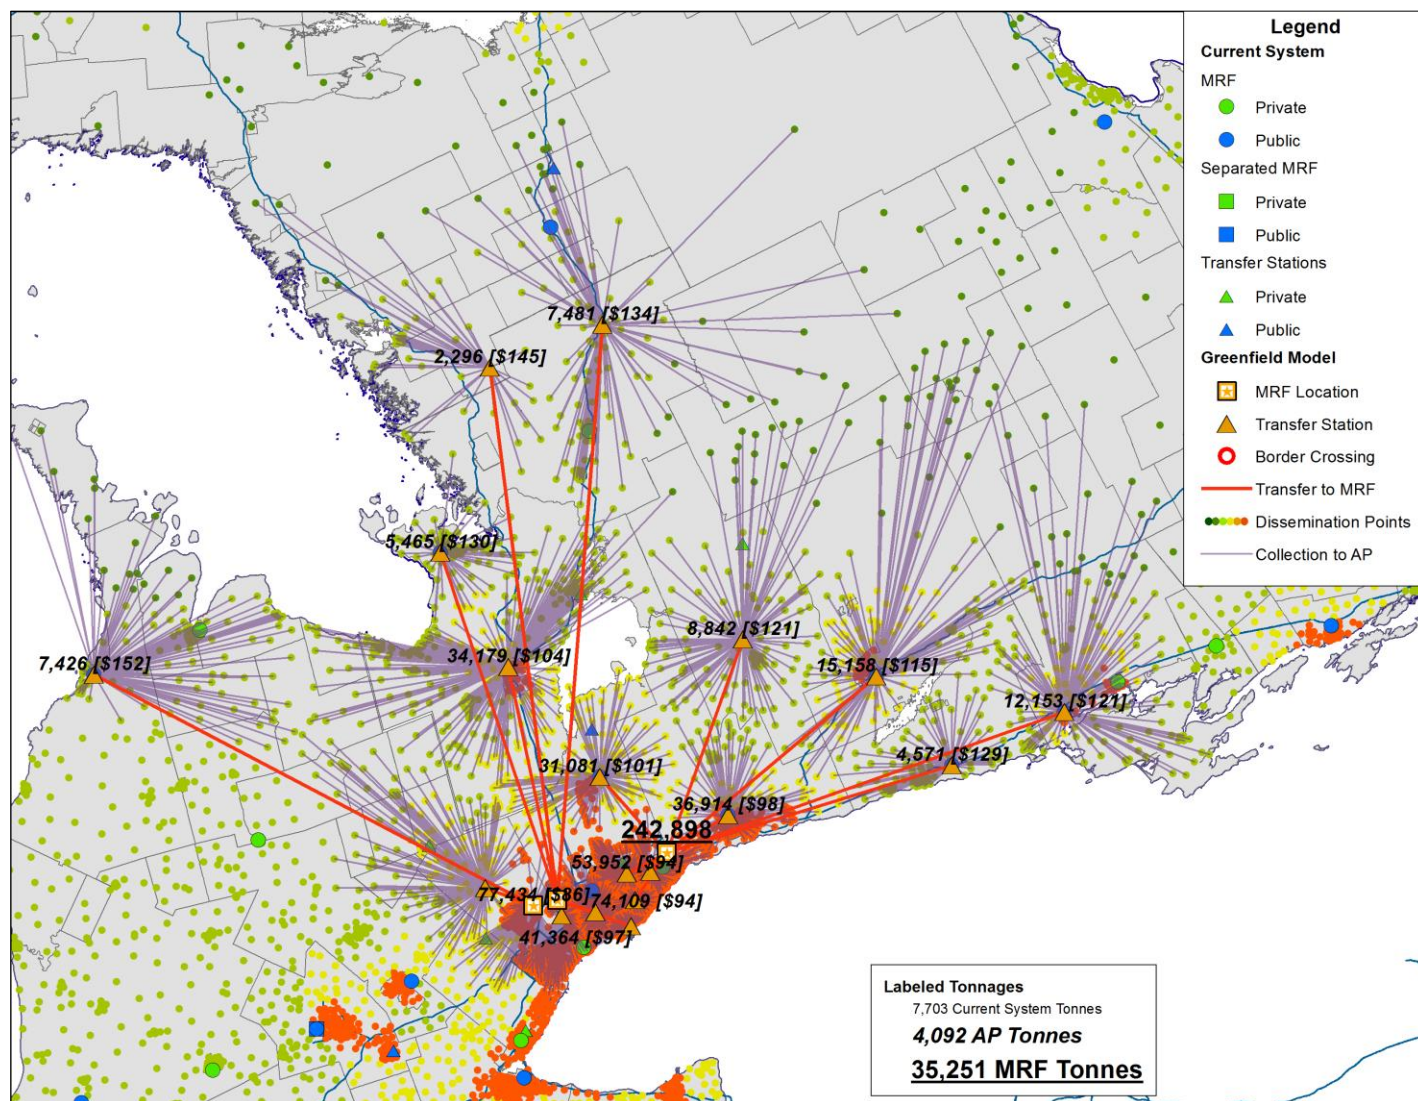 Legend
Current System
MRF
Private
Public
Separated MRF
Private
Public
Transfer Stations
Private
Public
Greenfield Model
MRF Location
Transfer Station
Border Crossing
Transfer to MRF
Dissemination Points
Collection to AP
7,481 [$134]
2,296 [$145]
5,465 [$130]
7,426 [$152]
34,179 [$104]
8,842 [$121]
15,158 [$115]
12,153 [$121]
4,571 [$129]
31,081 [$101]
36,914 [$98]
242,898
53,952 [$94]
77,434 [$86]
74,109 [$94]
41,364 [$97]
Labeled Tonnages
7,703 Current System Tonnes
4,092 AP Tonnes
35,251 MRF Tonnes